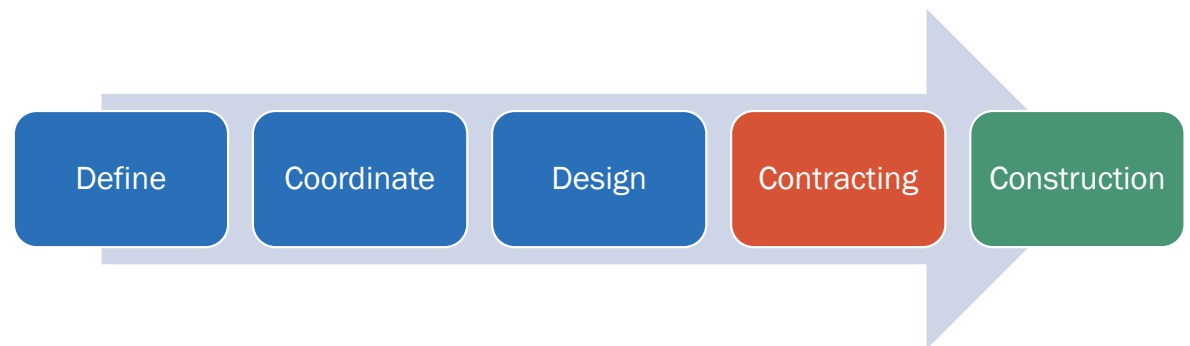 Define
Coordinate
Design
Contracting
Construction